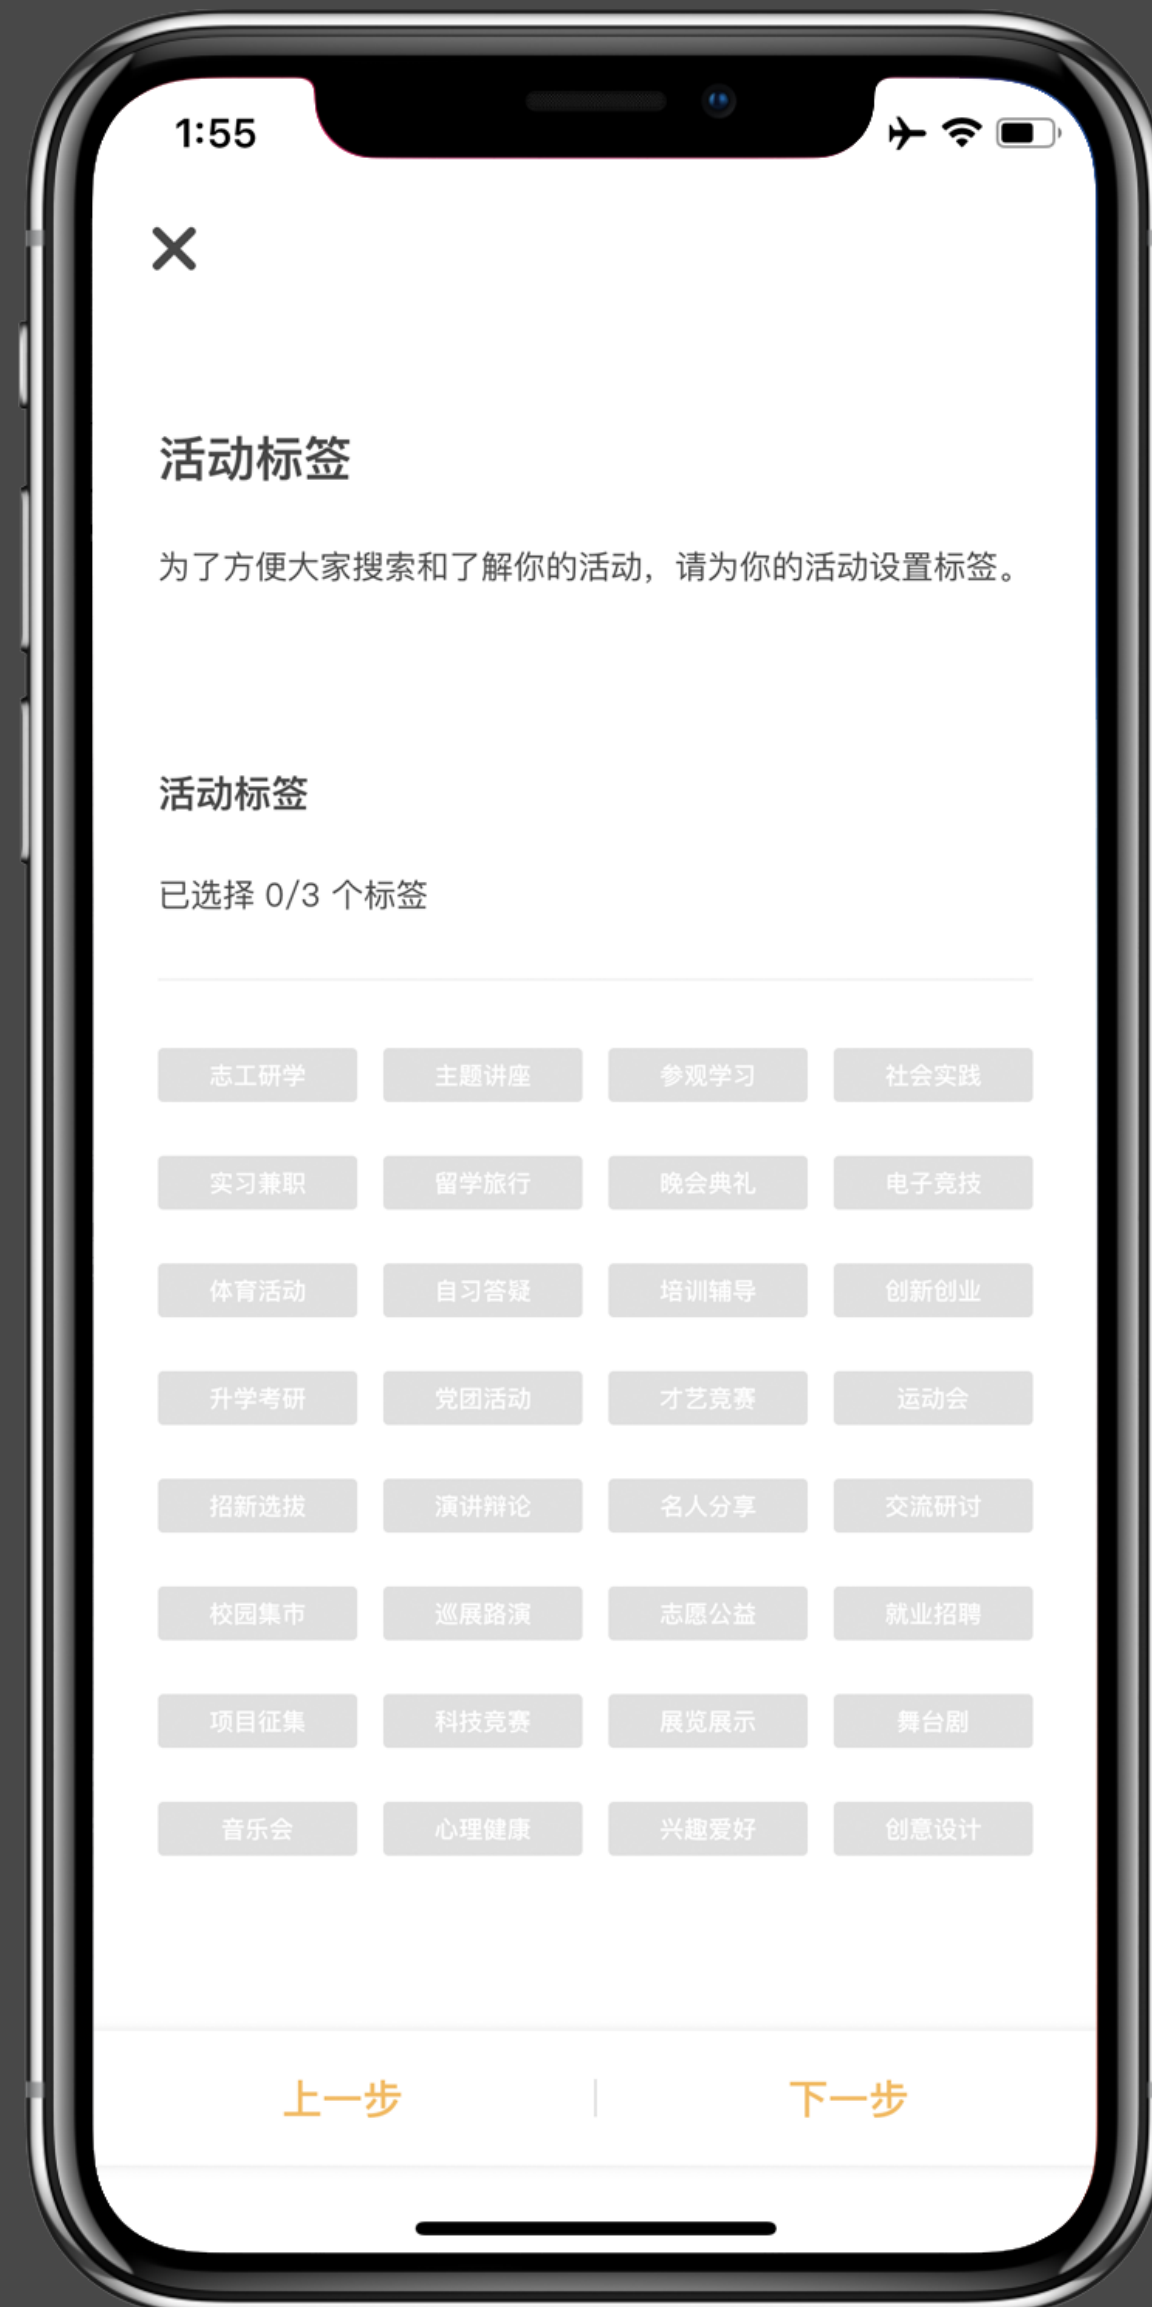 1:55
活动标签
为了方便大家搜索和了解你的活动，请为你的活动设置标签。
活动标签
已选择 0/3 个标签
志工研学 主题讲座 参观学习 社会实践
实习兼职 留学旅行 晚会典礼 电子竞技
体育活动 自习答疑 培训辅导 创新创业
升学考研 党团活动 才艺竞赛 运动会
招新选拔 演讲辩论 名人分享 交流研讨
校园集市 巡展路演 志愿公益 就业招聘
项目征集 科技竞赛 展览展示 舞台剧
音乐会 心理健康 兴趣爱好 创意设计
上一步 下一步